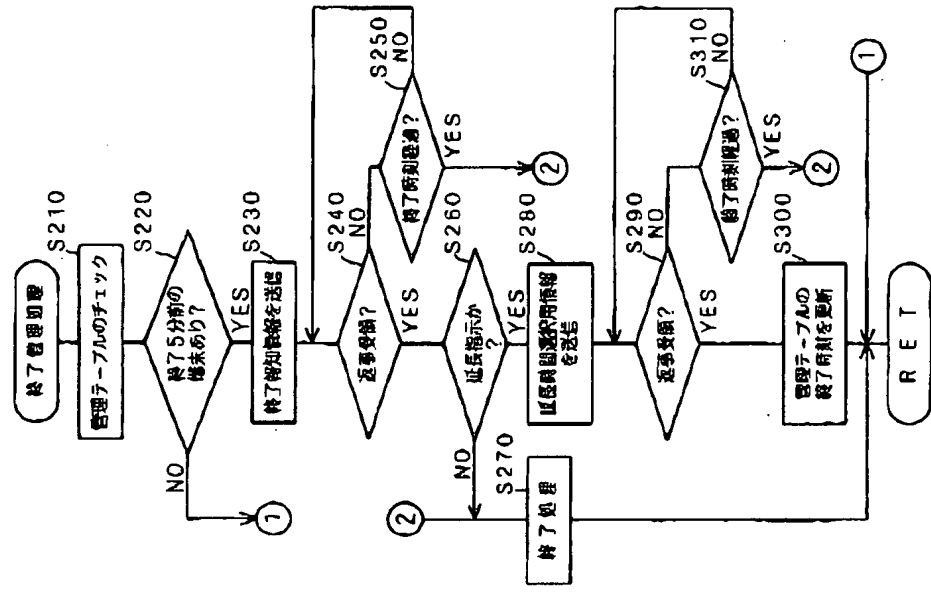 終了管理処理
S210
管理テーブルのチェック
S220
終了5分前の
端末あり?
NO
YES
①
S230
終了報知情報を送信
S240
返事受領?
NO
YES
S250
終了時刻経過?
NO
YES
②
S260
延長指示か
?
NO
YES
②
S270
終了処理
S280
延長時間選択用情報
を送信
S290
返事受領?
NO
YES
S310
終了時刻経過?
NO
YES
②
S300
管理テーブルの
終了時刻を更新
①
RET